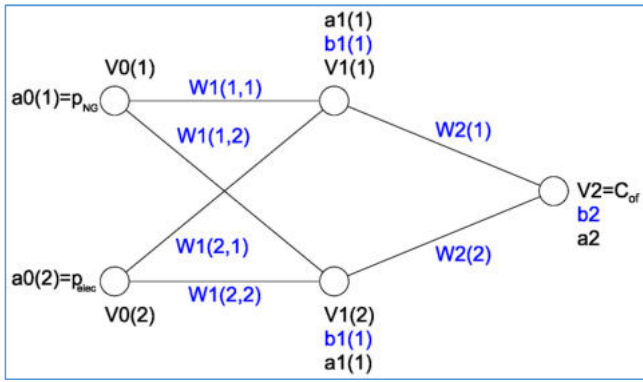 a1(1)
b1(1)
V1(1)
V0(1)
a0(1)=pNG
W1(1,1)
W1(1,2)
W2(1)
V2=Cof
b2
a2
W1(2,1)
W2(2)
a0(2)=pelec
W1(2,2)
V0(2)
V1(2)
b1(1)
a1(1)